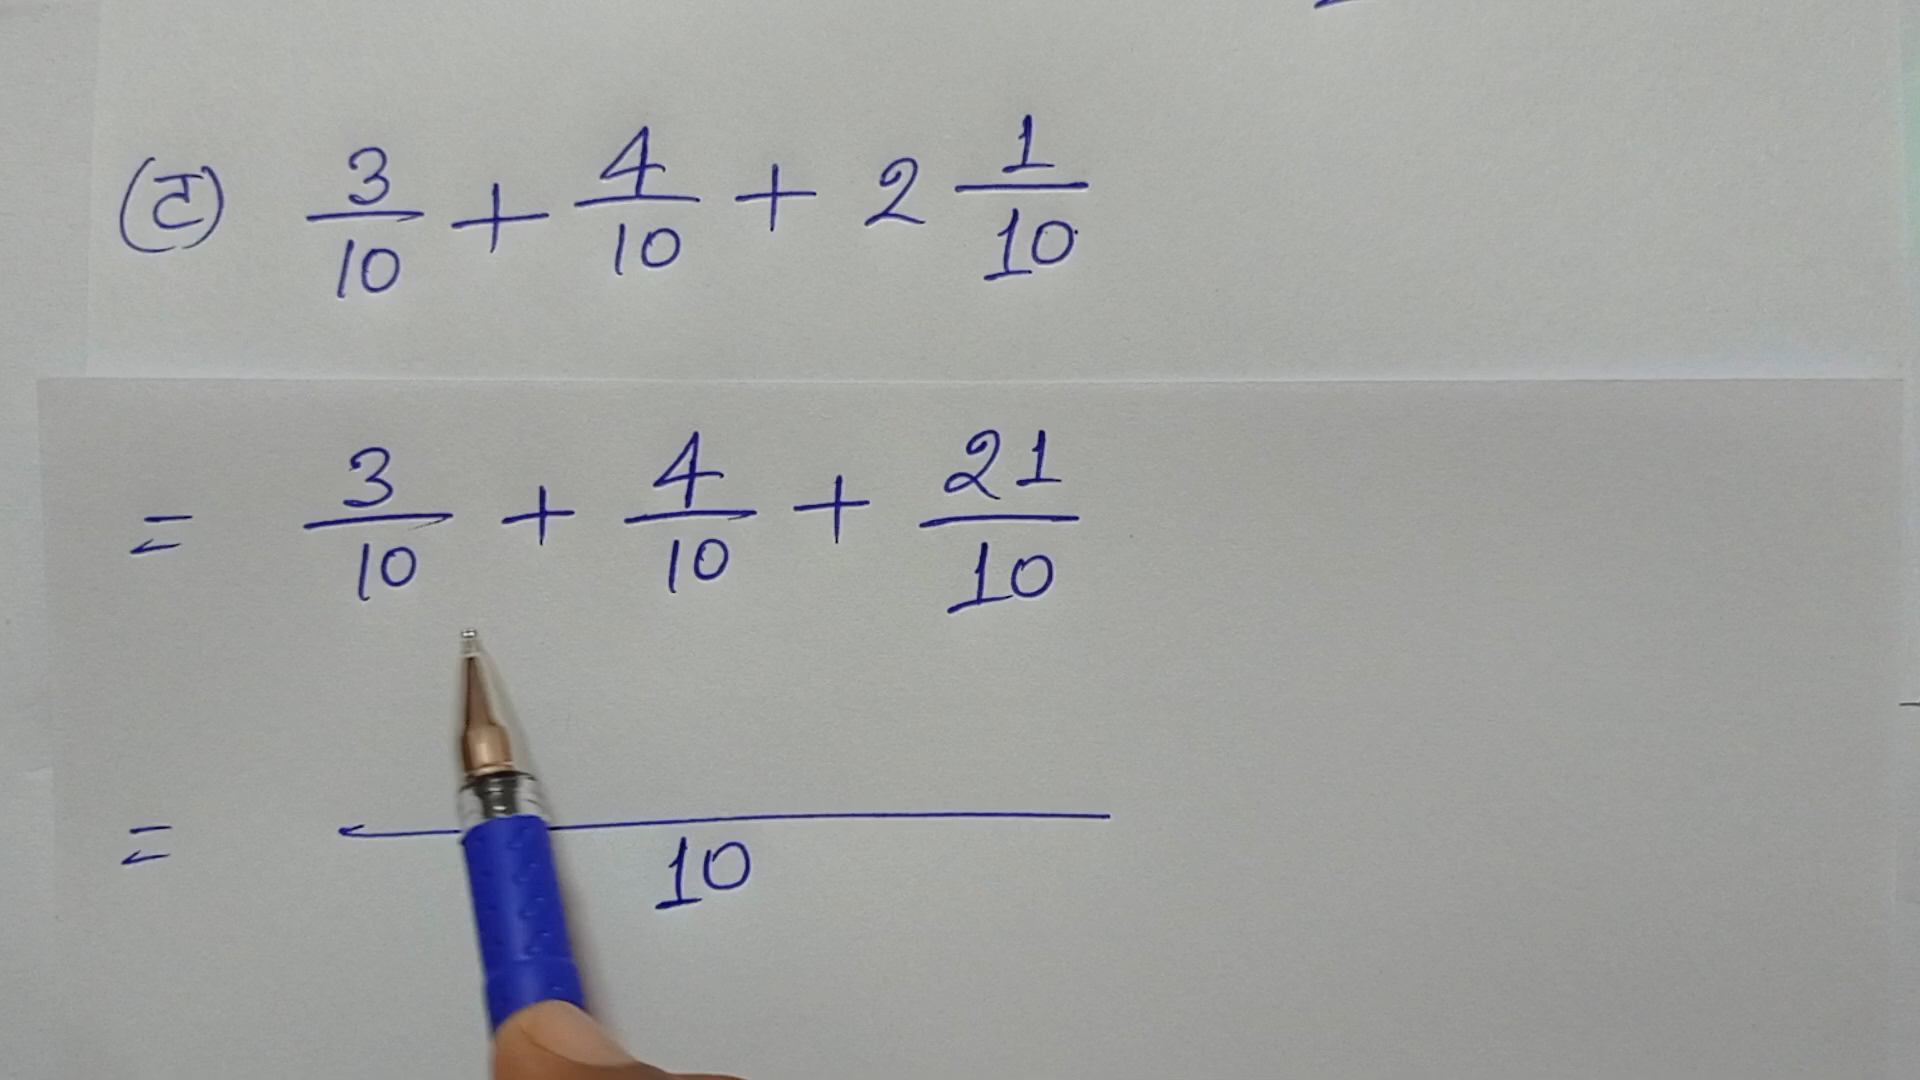 (ट) 3/10 + 4/10 + 2 1/10
= 3/10 + 4/10 + 21/10
= /10